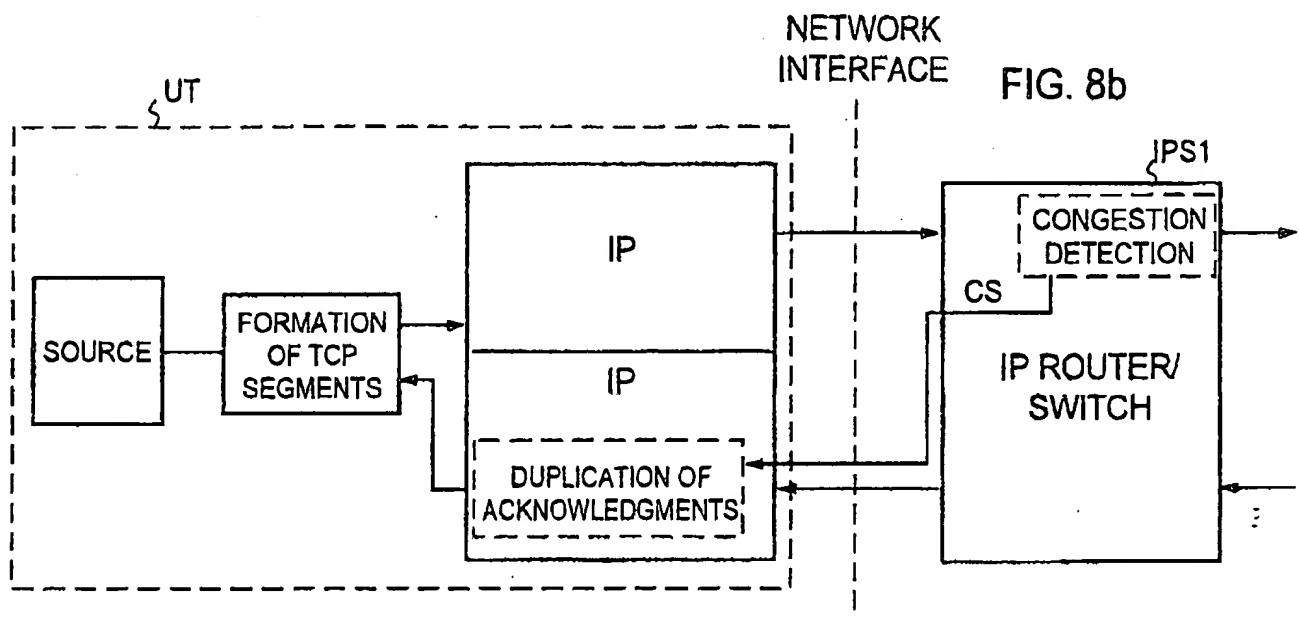 NETWORK
INTERFACE
FIG. 8b
UT
IPS1
IP
CONGESTION
DETECTION
CS
SOURCE
FORMATION
OF TCP
SEGMENTS
IP
IP ROUTER/
SWITCH
DUPLICATION OF
ACKNOWLEDGMENTS